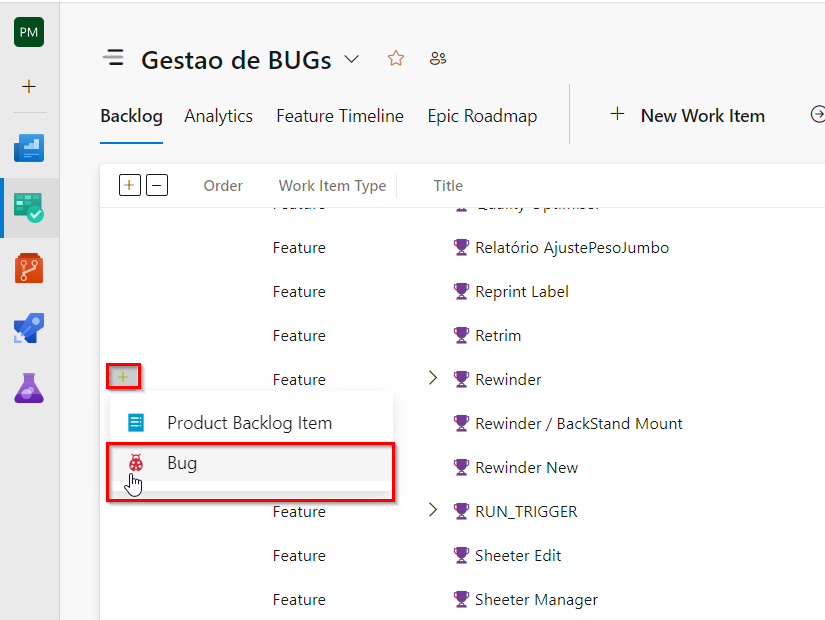 PM
Gestao de BUGs
Backlog Analytics Feature Timeline Epic Roadmap New Work Item
Order Work Item Type Title
Feature Quality Optimiser
Feature Relatório AjustePesoJumbo
Feature Reprint Label
Feature Retrim
Feature Rewinder
Product Backlog Item Rewinder / BackStand Mount
Bug Rewinder New
Feature RUN_TRIGGER
Feature Sheeter Edit
Feature Sheeter Manager